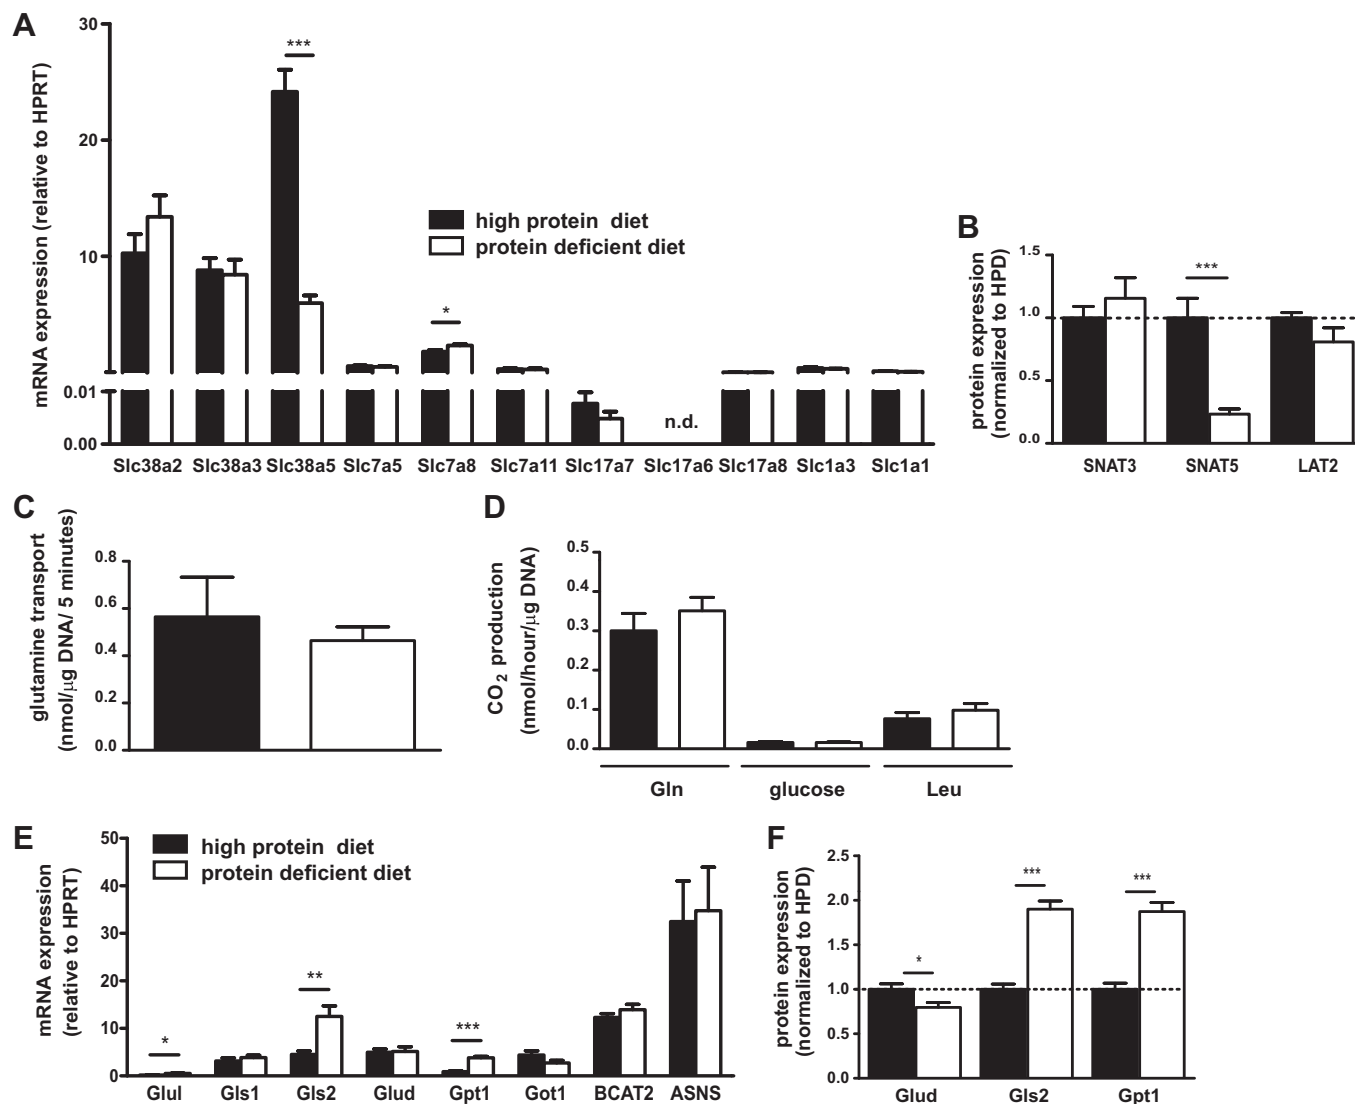 A
mRNA expression (relative to HPRT)
30
20
10
0.01
0.00
***
*
high protein diet
protein deficient diet
n.d.
Slc38a2 Slc38a3 Slc38a5 Slc7a5 Slc7a8 Slc7a11 Slc17a7 Slc17a6 Slc17a8 Slc1a3 Slc1a1
B
protein expression
(normalized to HPD)
1.5
1.0
0.5
0.0
***
SNAT3 SNAT5 LAT2
C
glutamine transport
(nmol/µg DNA/ 5 minutes)
0.8
0.6
0.4
0.2
0.0
D
CO2 production
(nmol/hour/µg DNA)
0.5
0.4
0.3
0.2
0.1
0.0
Gln glucose Leu
E
mRNA expression
(relative to HPRT)
50
40
30
20
10
0
high protein diet
protein deficient diet
*
**
***
Glul Gls1 Gls2 Glud Gpt1 Got1 BCAT2 ASNS
F
protein expression
(normalized to HPD)
2.5
2.0
1.5
1.0
0.5
0.0
*
***
***
Glud Gls2 Gpt1